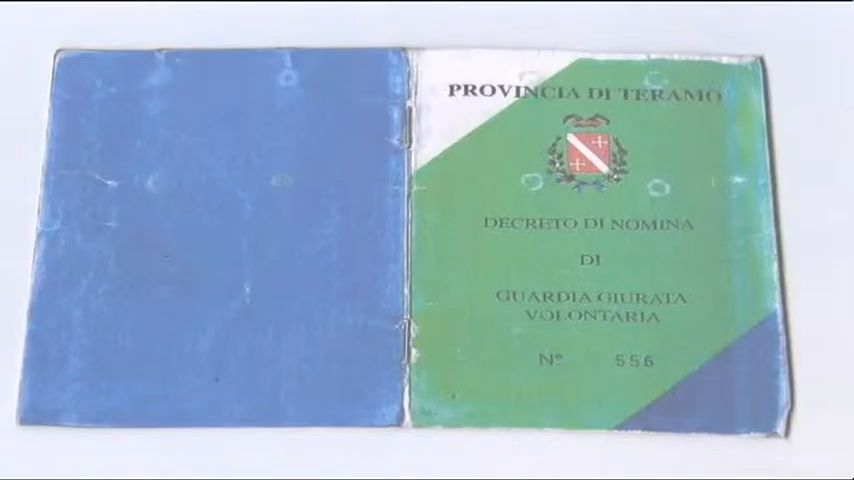 PROVINCIA DI TERAMO
DECRETO DI NOMINA
DI
GUARDIA GIURATA
VOLONTARIA
N° 556